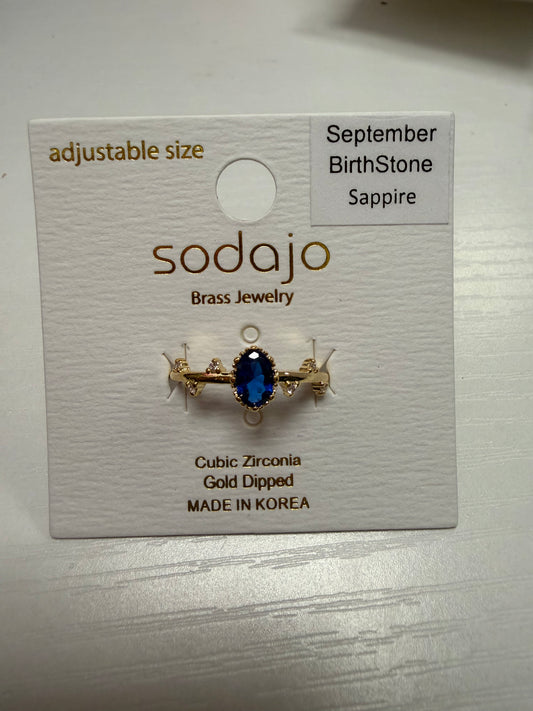 adjustable size
September
BirthStone
Sappire
sodajo
Brass Jewelry
Cubic Zirconia
Gold Dipped
MADE IN KOREA